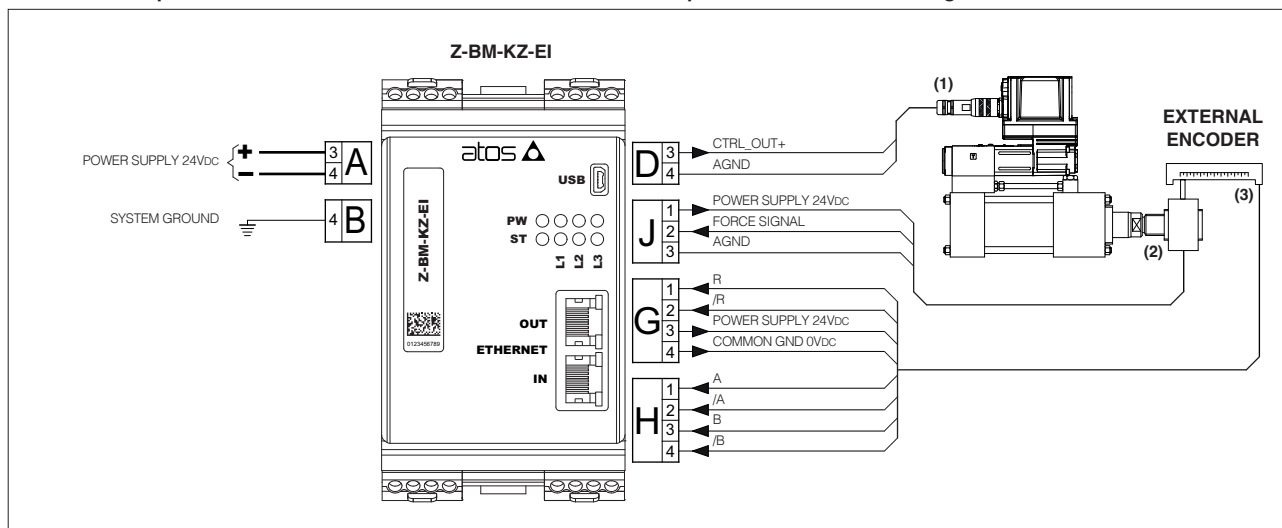 Z-BM-KZ-EI
(1)
EXTERNAL
ENCODER
(3)
(2)
POWER SUPPLY 24VDC
+
-
3
4
A
SYSTEM GROUND
4
B
atos
USB
PW
ST
L1 L2 L3
Z-BM-KZ-EI
0123456789
OUT
ETHERNET
IN
D
3 CTRL_OUT+
4 AGND
J
1 POWER SUPPLY 24VDC
2 FORCE SIGNAL
3 AGND
G
1 R
2 /R
3 POWER SUPPLY 24VDC
4 COMMON GND 0VDC
H
1 A
2 /A
3 B
4 /B